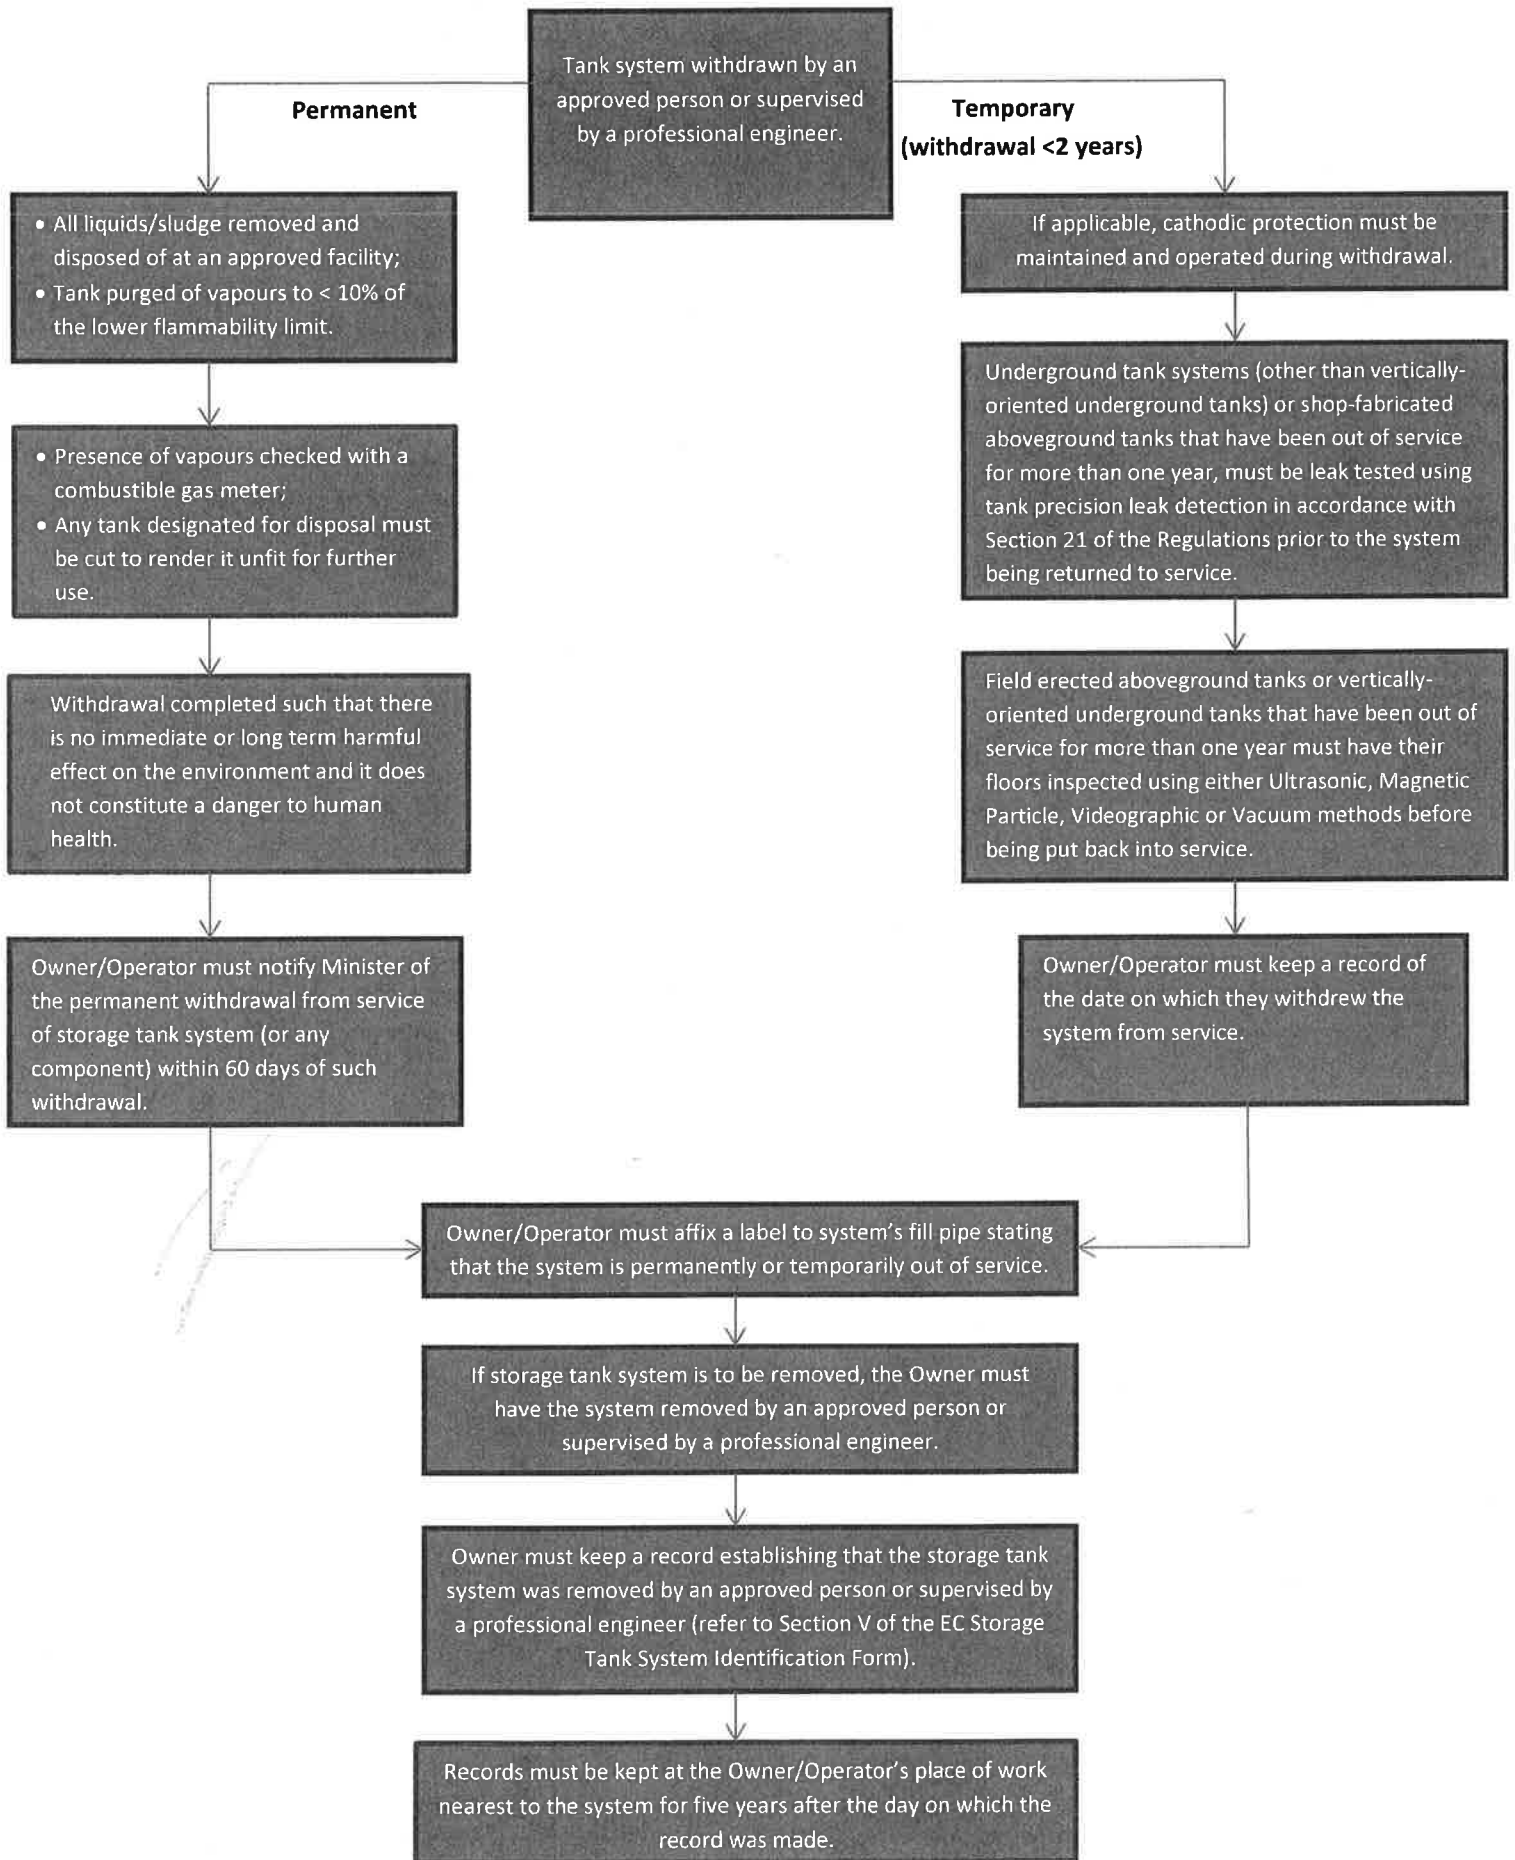 Tank system withdrawn by an
approved person or supervised
by a professional engineer.
Permanent
Temporary
(withdrawal <2 years)
• All liquids/sludge removed and
disposed of at an approved facility;
• Tank purged of vapours to < 10% of
the lower flammability limit.
• Presence of vapours checked with a
combustible gas meter;
• Any tank designated for disposal must
be cut to render it unfit for further
use.
Withdrawal completed such that there
is no immediate or long term harmful
effect on the environment and it does
not constitute a danger to human
health.
Owner/Operator must notify Minister of
the permanent withdrawal from service
of storage tank system (or any
component) within 60 days of such
withdrawal.
If applicable, cathodic protection must be
maintained and operated during withdrawal.
Underground tank systems (other than vertically-
oriented underground tanks) or shop-fabricated
aboveground tanks that have been out of service
for more than one year, must be leak tested using
tank precision leak detection in accordance with
Section 21 of the Regulations prior to the system
being returned to service.
Field erected aboveground tanks or vertically-
oriented underground tanks that have been out of
service for more than one year must have their
floors inspected using either Ultrasonic, Magnetic
Particle, Videographic or Vacuum methods before
being put back into service.
Owner/Operator must keep a record of
the date on which they withdrew the
system from service.
Owner/Operator must affix a label to system's fill pipe stating
that the system is permanently or temporarily out of service.
If storage tank system is to be removed, the Owner must
have the system removed by an approved person or
supervised by a professional engineer.
Owner must keep a record establishing that the storage tank
system was removed by an approved person or supervised by
a professional engineer (refer to Section V of the EC Storage
Tank System Identification Form).
Records must be kept at the Owner/Operator's place of work
nearest to the system for five years after the day on which the
record was made.